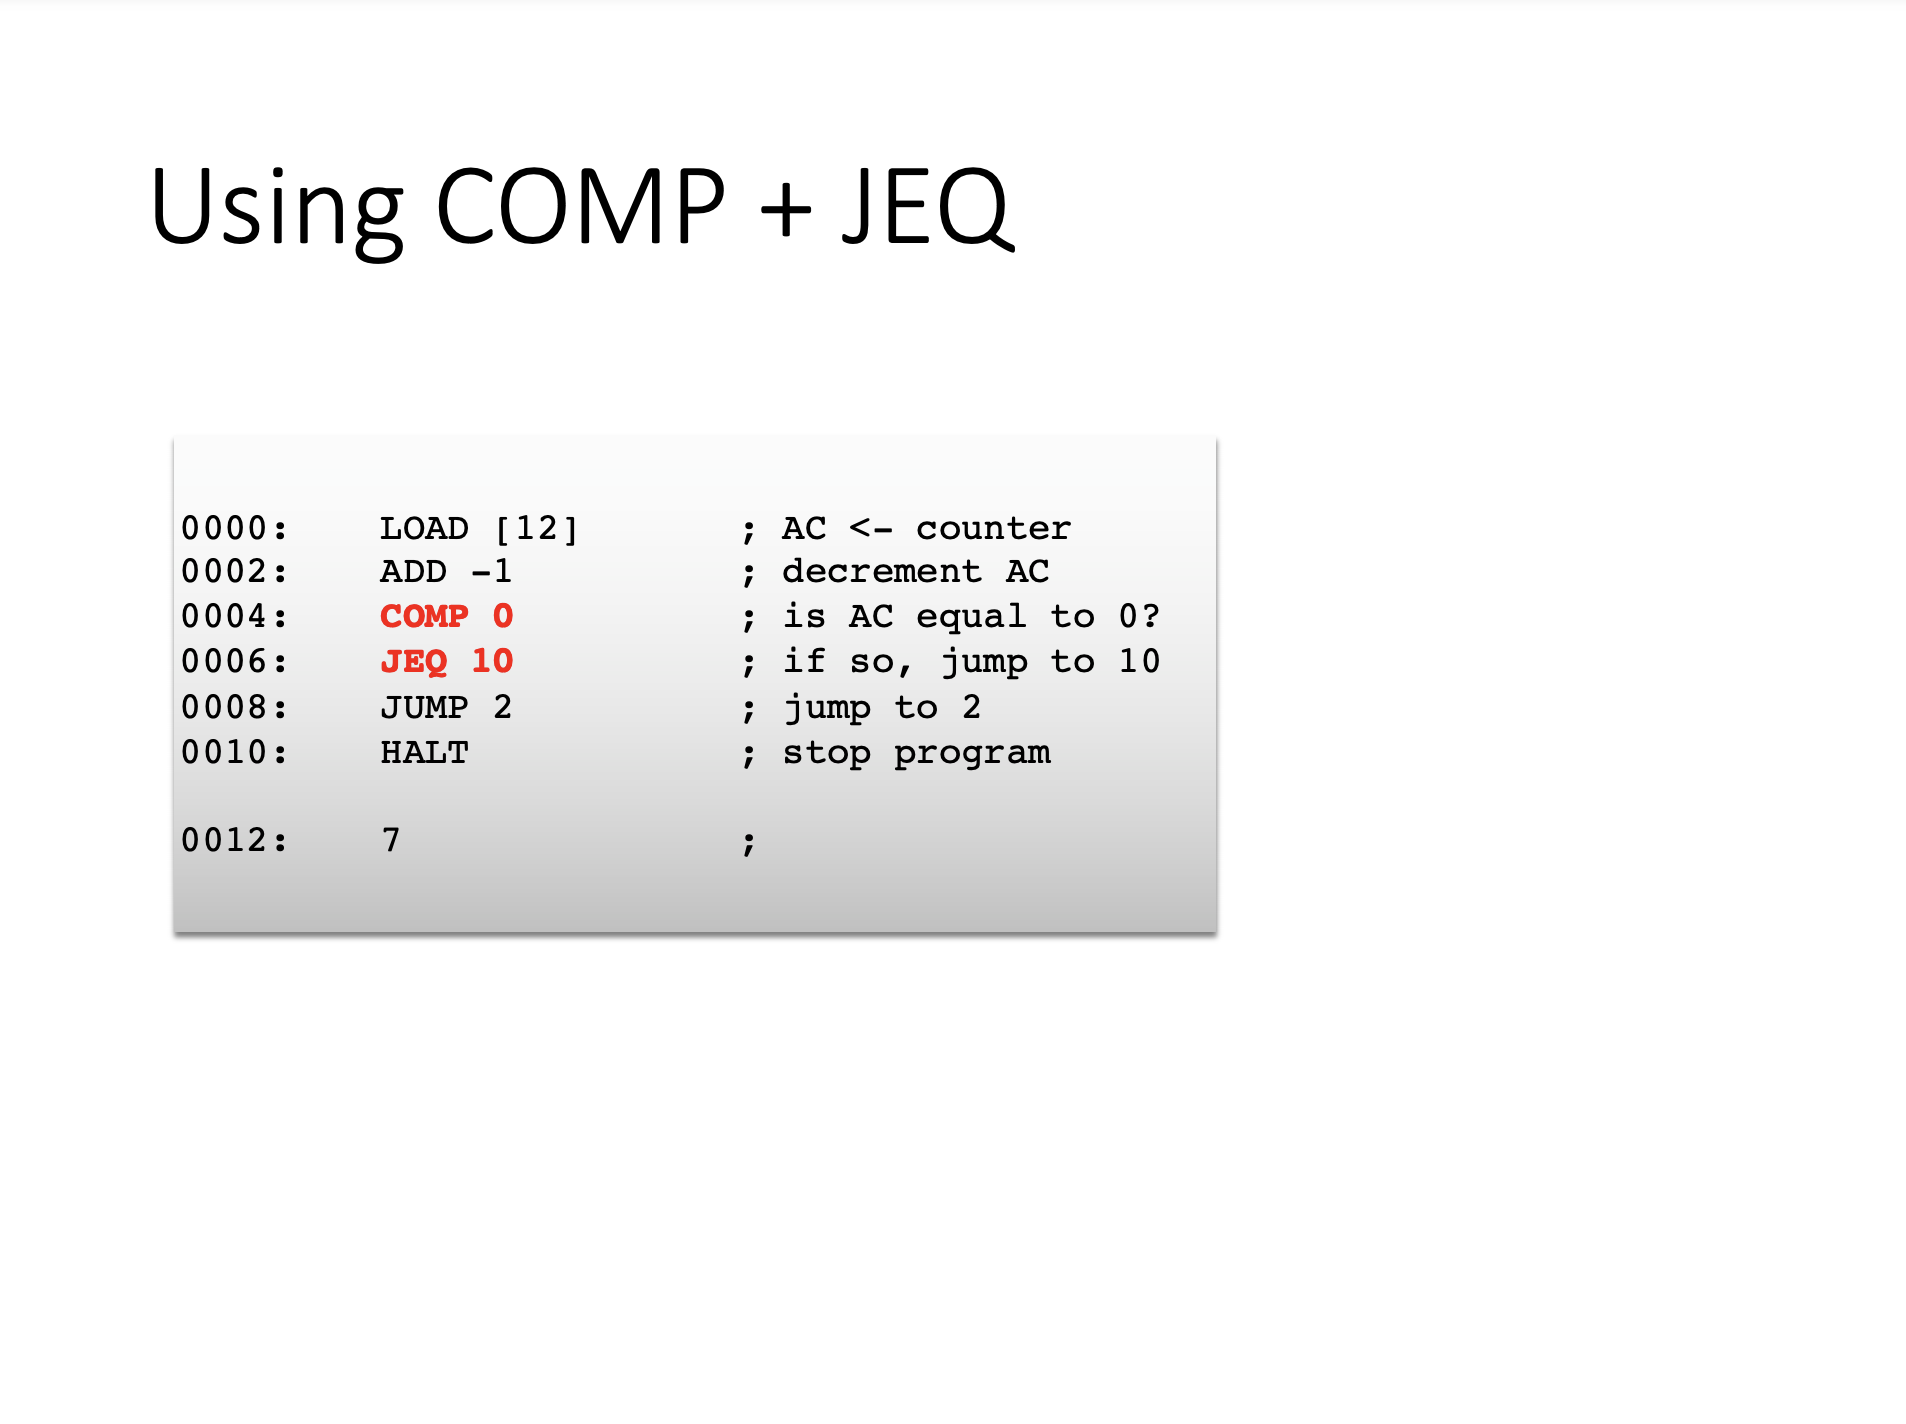 Using COMP + JEQ
0000: LOAD [12] ; AC <- counter
0002: ADD -1 ; decrement AC
0004: COMP 0 ; is AC equal to 0?
0006: JEQ 10 ; if so, jump to 10
0008: JUMP 2 ; jump to 2
0010: HALT ; stop program
0012: 7 ;